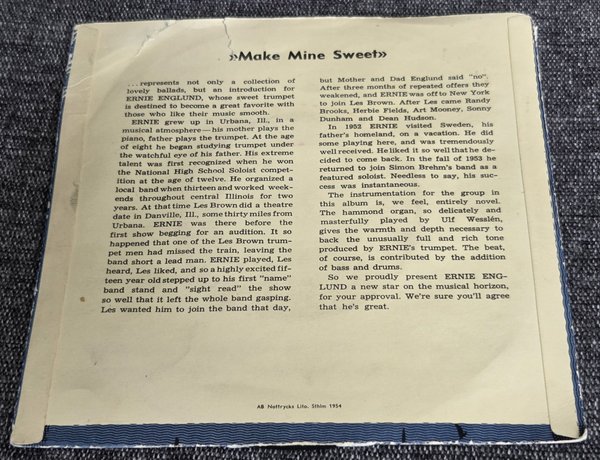 »Make Mine Sweet»
... represents not only a collection of
lovely ballads, but an introduction for
ERNIE ENGLUND, whose sweet trumpet
is destined to become a great favorite with
those who like their music smooth.
ERNIE grew up in Urbana, Ill., in a
musical atmosphere — his mother plays the
piano, father plays the trumpet. At the age
of eight he began studying trumpet under
the watchful eye of his father. His extreme
talent was first recognized when he won
the National High School Soloist compet-
ition at the age of twelve. He organized a
local band when thirteen and worked week-
ends throughout central Illinois for two
years. At that time Les Brown did a theatre
date in Danville, Ill., some thirty miles from
Urbana. ERNIE was there before the
first show begging for an audition. It so
happened that one of the Les Brown trum-
pet men had missed the train, leaving the
band short a lead man. ERNIE played, Les
heard, Les liked, and so a highly excited fif-
teen year old stepped up to his first "name"
band stand and "sight read" the show
so well that it left the whole band gasping.
Les wanted him to join the band that day,
but Mother and Dad Englund said "no".
After three months of repeated offers they
weakened, and ERNIE was off to New York
to join Les Brown. After Les came Randy
Brooks, Herbie Fields, Art Mooney, Sonny
Dunham and Dean Hudson.
In 1952 ERNIE visited Sweden, his
father's homeland, on a vacation. He did
some playing here, and was tremendously
well received. He liked it so well that he de-
cided to come back. In the fall of 1953 he
returned to join Simon Brehm's band as a
featured soloist. Needless to say, his suc-
cess was instantaneous.
The instrumentation for the group in
this album is, we feel, entirely novel.
The hammond organ, so delicately and
masterfully played by Ulf Wesslén,
gives the warmth and depth necessary to
back the unusually full and rich tone
produced by ERNIE's trumpet. The beat,
of course, is contributed by the addition
of bass and drums.
So we proudly present ERNIE ENG-
LUND a new star on the musical horizon,
for your approval. We're sure you'll agree
that he's great.
AB Nottrycks Lito. Sthlm 1954